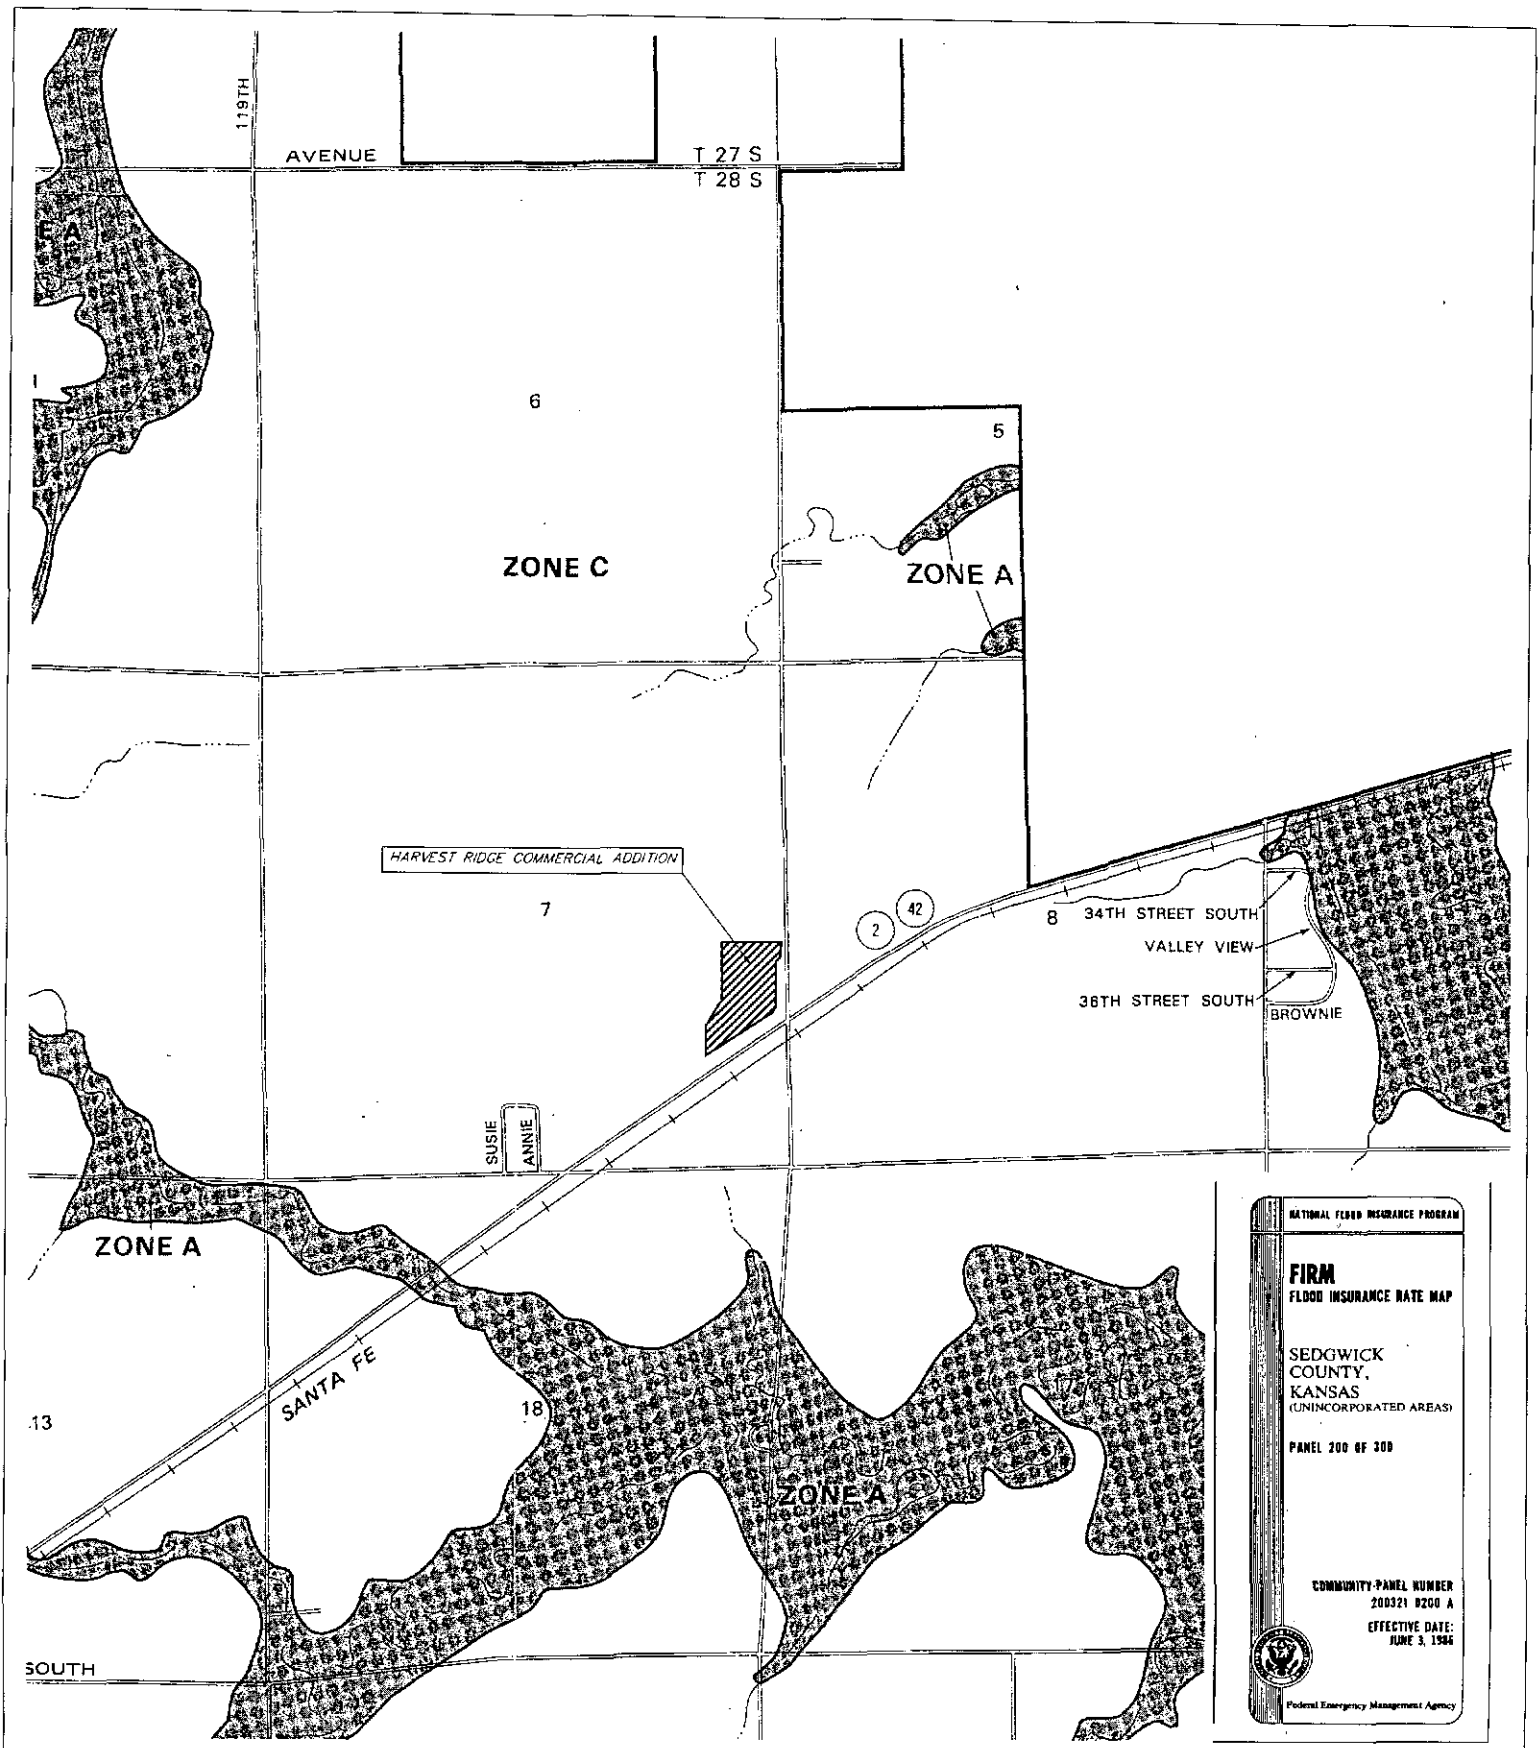 119TH
AVENUE
T 27 S
T 28 S
E A
6
5
ZONE C
ZONE A
HARVEST RIDGE COMMERCIAL ADDITION
7
2
42
8
34TH STREET SOUTH
VALLEY VIEW
36TH STREET SOUTH
BROWNIE
SUSIE
ANNIE
ZONE A
SANTA FE
13
18
ZONE A
SOUTH
NATIONAL FLOOD INSURANCE PROGRAM
FIRM
FLOOD INSURANCE RATE MAP
SEDGWICK
COUNTY,
KANSAS
(UNINCORPORATED AREAS)
PANEL 200 OF 300
COMMUNITY-PANEL NUMBER
200321 0200 A
EFFECTIVE DATE:
JUNE 3, 1986
Federal Emergency Management Agency